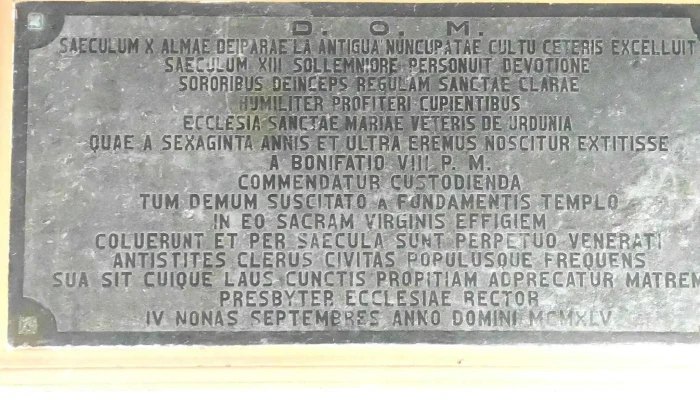 D. O. M.
SAECULUM X ALMAE DEIPARAE LA ANTIGUA NUNCUPATAE CULTU CETERIS EXCELLUIT
SAECULUM XIII SOLLEMNIORE PERSONUIT DEVOTIONE
SORORIBUS DEINCEPS REGULAM SANCTAE CLARAE
HUMILITER PROFITERI CUPIENTIBUS
ECCLESIA SANCTAE MARIAE VETERIS DE URDUNIA
QUAE A SEXAGINTA ANNIS ET ULTRA EREMUS NOSCITUR EXTITISSE
A BONIFATIO VIII P. M.
COMMENDATUR CUSTODIENDA
TUM DEMUM SUSCITATO A FUNDAMENTIS TEMPLO
IN EO SACRAM VIRGINIS EFFIGIEM
COLUERUNT ET PER SAECULA SUNT PERPETUO VENERATI
ANTISTITES CLERUS CIVITAS POPULUSQUE FREQUENS
SUA SIT CUIQUE LAUS CUNCTIS PROPITIAM ADPRECATUR MATREM
PRESBYTER ECCLESIAE RECTOR
IV NONAS SEPTEMBRES ANNO DOMINI MCMXLV